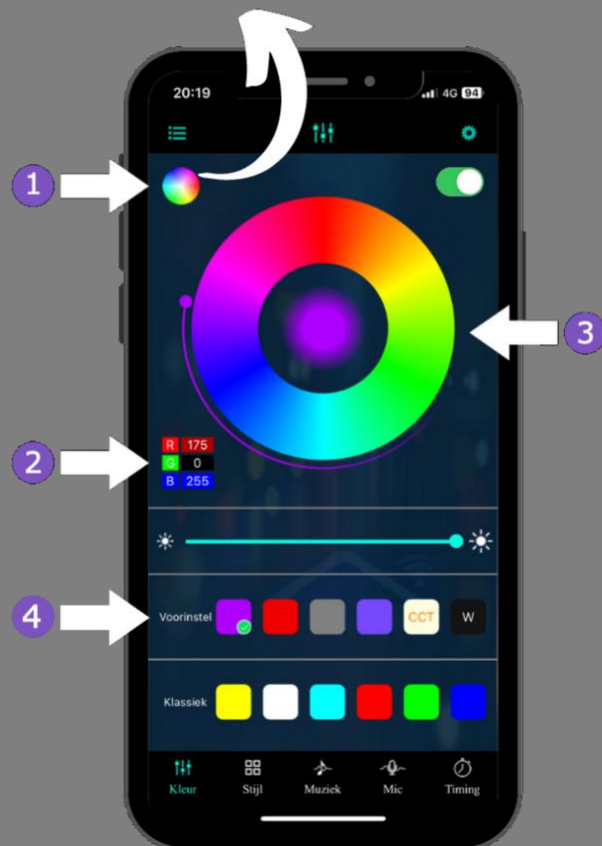 20:19
4G 94
1
3
R 175
G 0
B 255
2
4
Voorinstel
CCT
W
Klassiek
Kleur
Stijl
Muziek
Mic
Timing